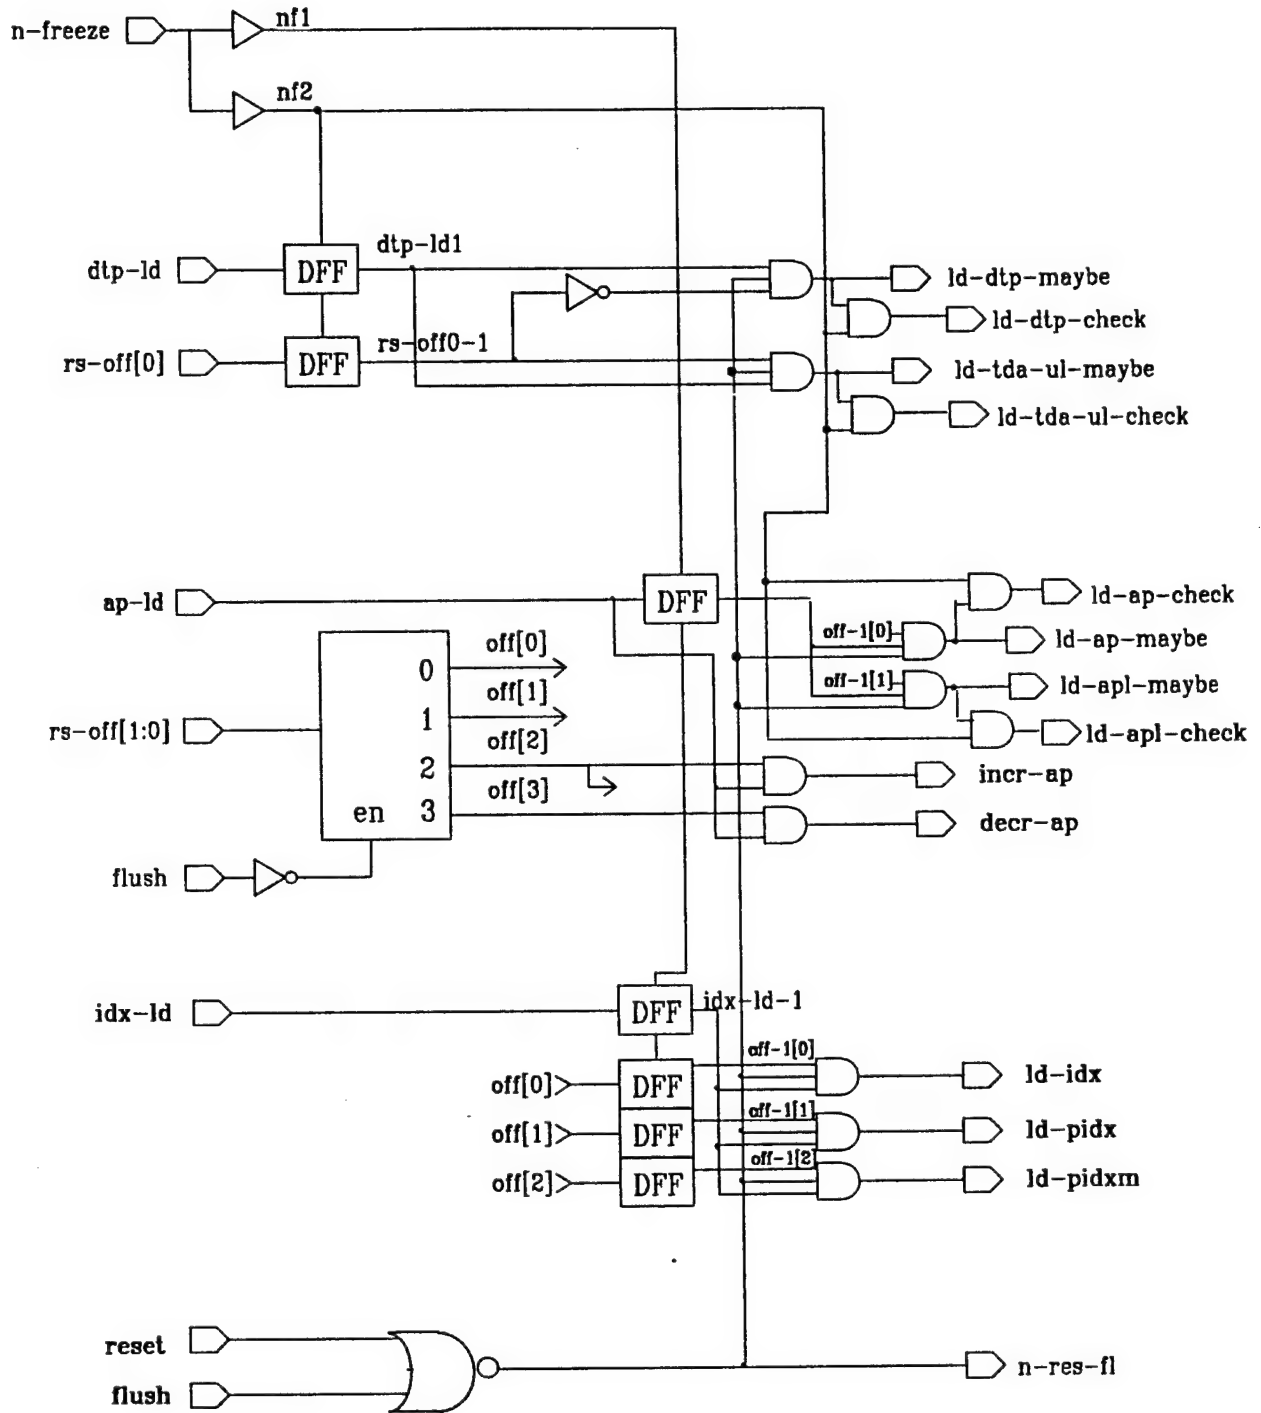 n-freeze
nf1
nf2
dtp-ld
DFF
dtp-ld1
ld-dtp-maybe
ld-dtp-check
rs-off[0]
DFF
rs-off0-1
ld-tda-ul-maybe
ld-tda-ul-check
ap-ld
DFF
ld-ap-check
off-1[0]
ld-ap-maybe
off-1[1]
ld-apl-maybe
ld-apl-check
rs-off[1:0]
0
off[0]
1
off[1]
2
off[2]
3
off[3]
en
incr-ap
decr-ap
flush
idx-ld
DFF
idx-ld-1
off[0]
DFF
off-1[0]
ld-idx
off[1]
DFF
off-1[1]
ld-pidx
off[2]
DFF
off-1[2]
ld-pidxm
reset
flush
n-res-fl